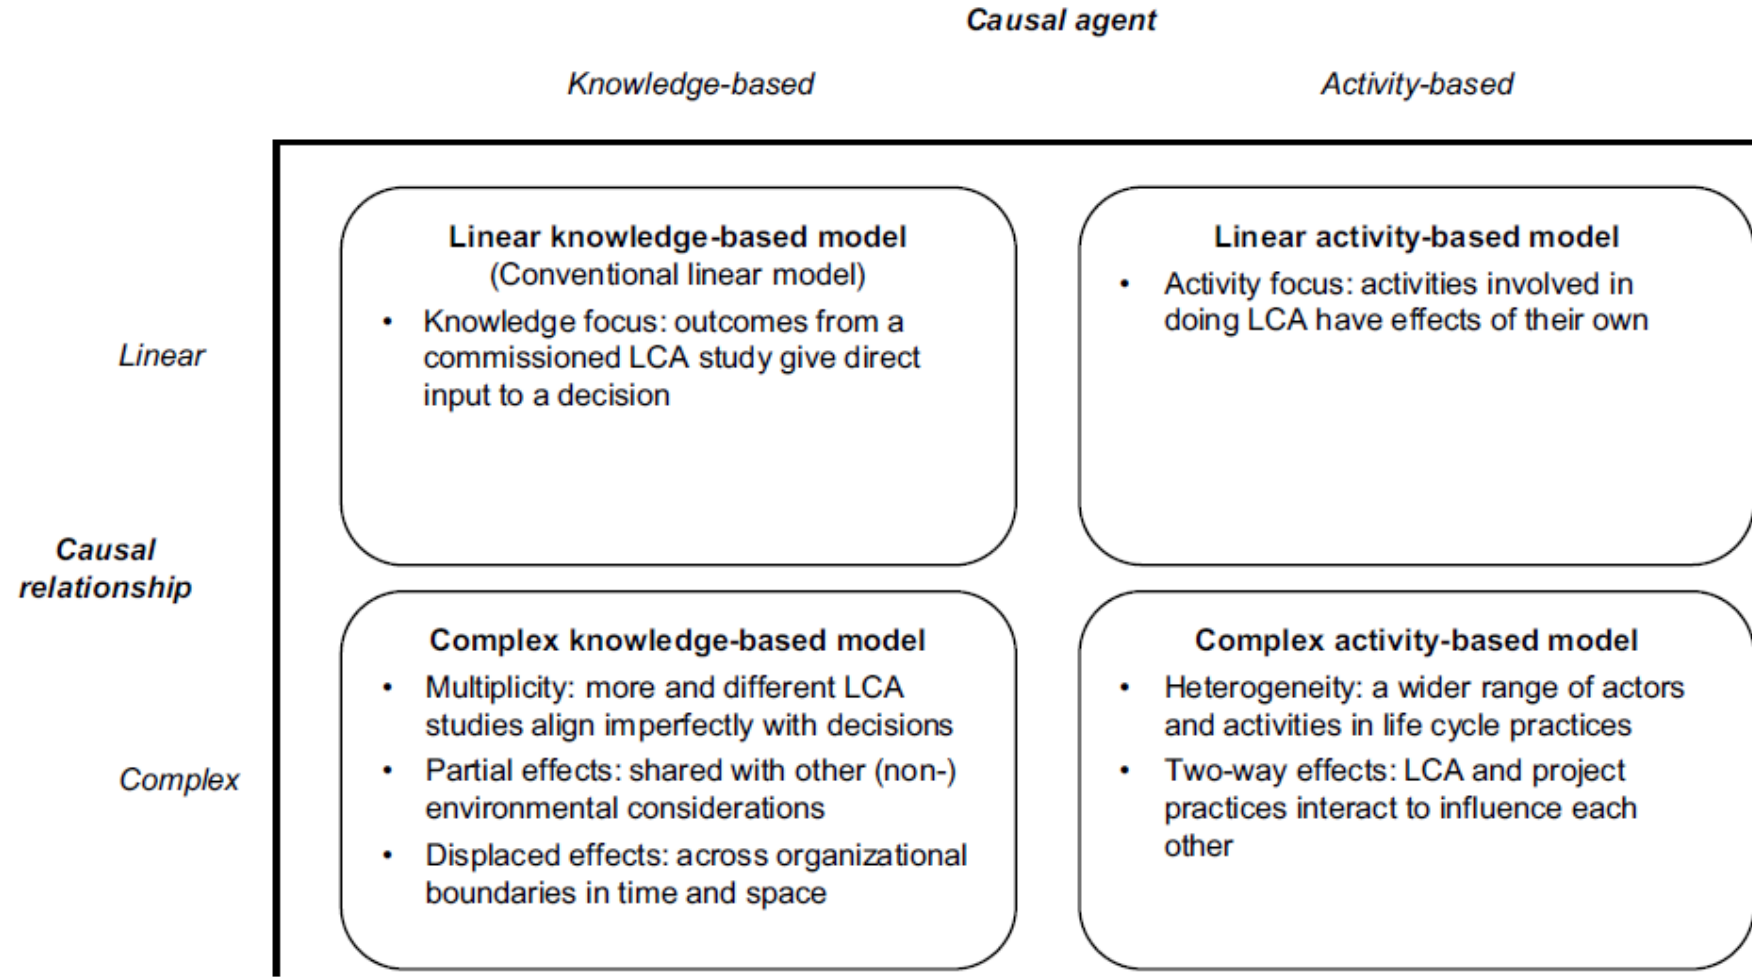 Causal agent
Knowledge-based
Activity-based
Linear knowledge-based model
(Conventional linear model)
• Knowledge focus: outcomes from a
commissioned LCA study give direct
input to a decision
Linear activity-based model
• Activity focus: activities involved in
doing LCA have effects of their own
Linear
Causal
relationship
Complex knowledge-based model
• Multiplicity: more and different LCA
studies align imperfectly with decisions
• Partial effects: shared with other (non-)
environmental considerations
• Displaced effects: across organizational
boundaries in time and space
Complex activity-based model
• Heterogeneity: a wider range of actors
and activities in life cycle practices
• Two-way effects: LCA and project
practices interact to influence each
other
Complex